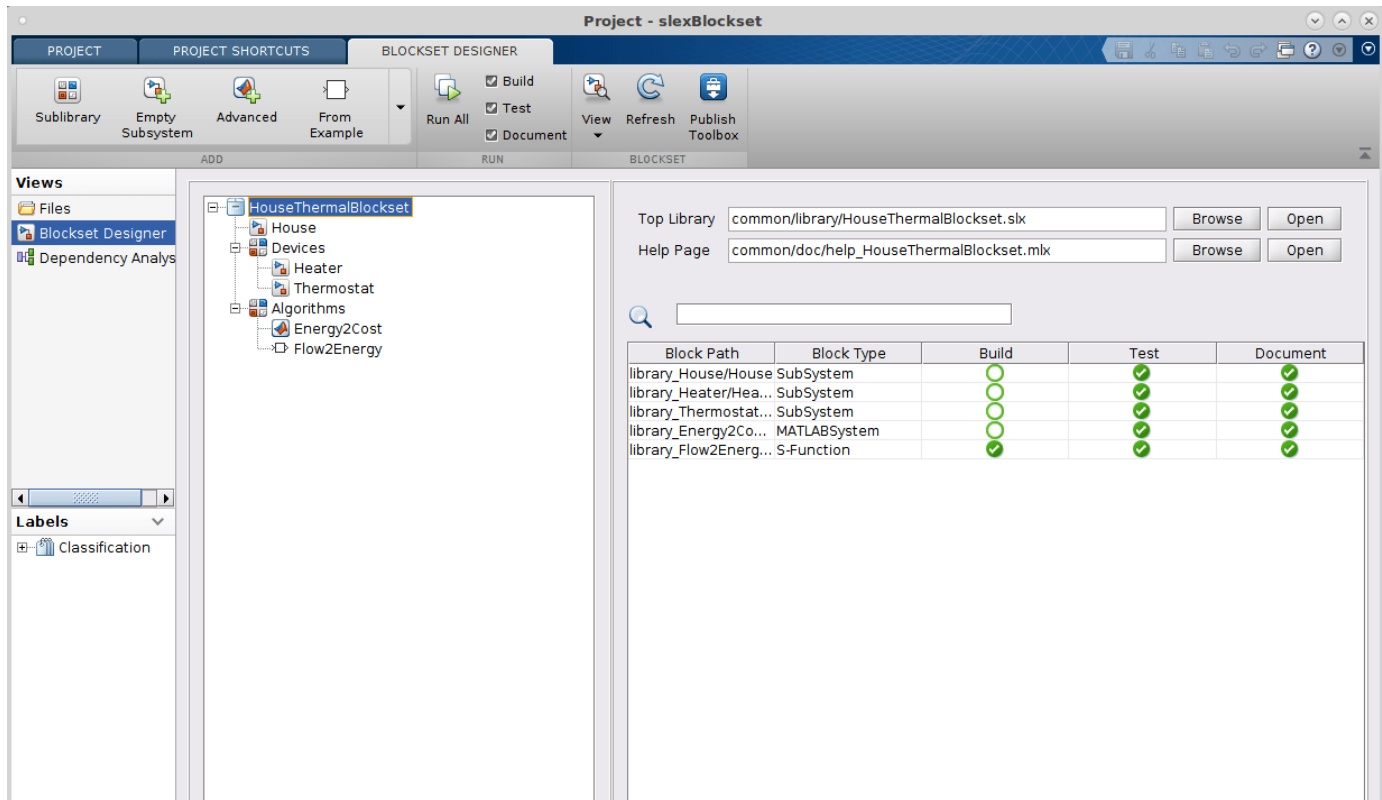 Project - slexBlockset
PROJECT PROJECT SHORTCUTS BLOCKSET DESIGNER
Sublibrary
Empty Subsystem
Advanced
From Example
Run All
Build
Test
Document
View
Refresh
Publish Toolbox
ADD RUN BLOCKSET
Views
Files
Blockset Designer
Dependency Analys
Labels
Classification
HouseThermalBlockset
House
Devices
Heater
Thermostat
Algorithms
Energy2Cost
Flow2Energy
Top Library common/library/HouseThermalBlockset.slx Browse Open
Help Page common/doc/help_HouseThermalBlockset.mlx Browse Open
Block Path Block Type Build Test Document
library_House/House SubSystem
library_Heater/Hea... SubSystem
library_Thermostat... SubSystem
library_Energy2Co... MATLABSystem
library_Flow2Energ... S-Function